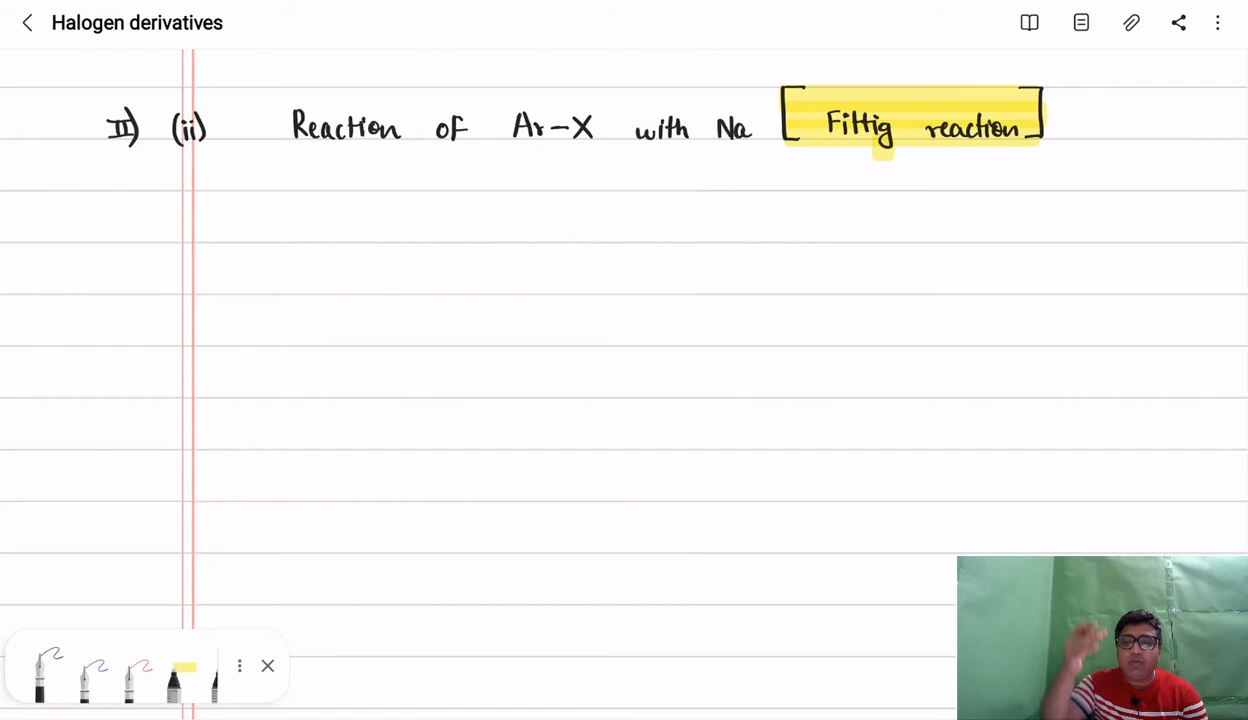 Halogen derivatives
II) (ii) Reaction of Ar-X with Na [Fittig reaction]